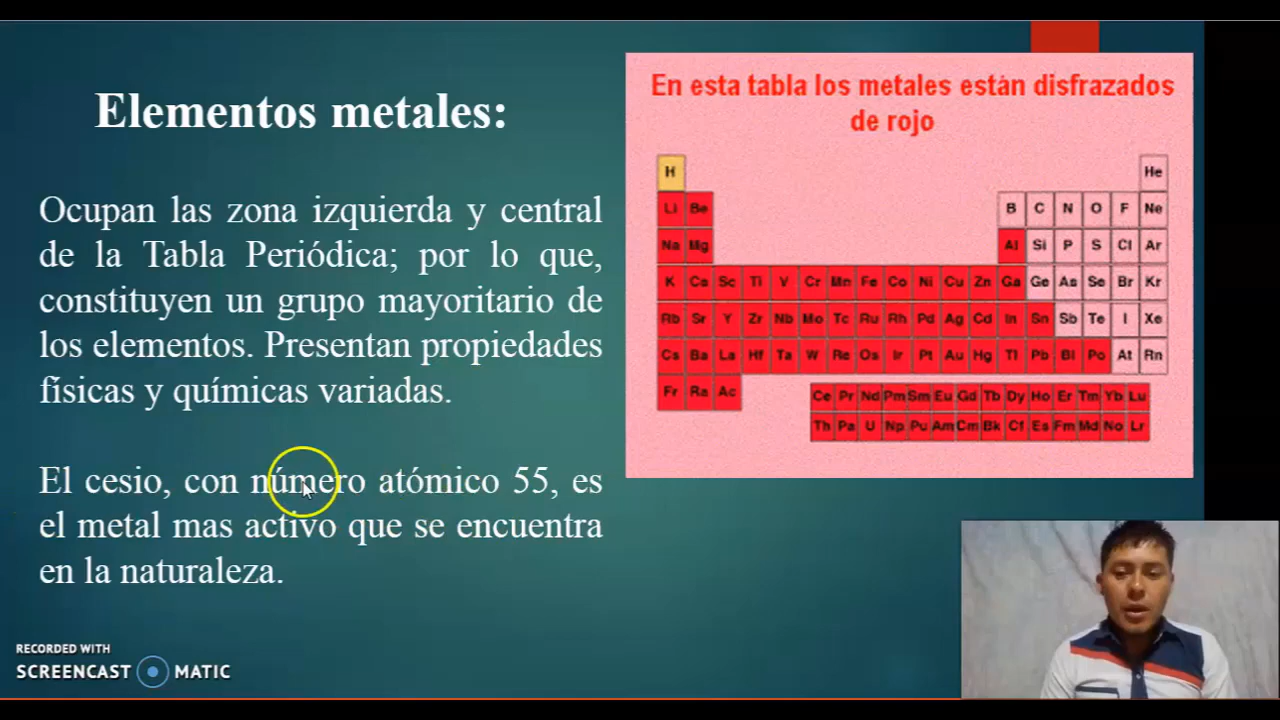 Elementos metales:
Ocupan las zona izquierda y central
de la Tabla Periódica; por lo que,
constituyen un grupo mayoritario de
los elementos. Presentan propiedades
físicas y químicas variadas.
El cesio, con número atómico 55, es
el metal mas activo que se encuentra
en la naturaleza.
En esta tabla los metales están disfrazados
de rojo
H He
Li Be B C N O F Ne
Na Mg Al Si P S Cl Ar
K Ca Sc Ti V Cr Mn Fe Co Ni Cu Zn Ga Ge As Se Br Kr
Rb Sr Y Zr Nb Mo Tc Ru Rh Pd Ag Cd In Sn Sb Te I Xe
Cs Ba La Hf Ta W Re Os Ir Pt Au Hg Tl Pb Bi Po At Rn
Fr Ra Ac
Ce Pr Nd Pm Sm Eu Gd Tb Dy Ho Er Tm Yb Lu
Th Pa U Np Pu Am Cm Bk Cf Es Fm Md No Lr
RECORDED WITH
SCREENCAST MATIC